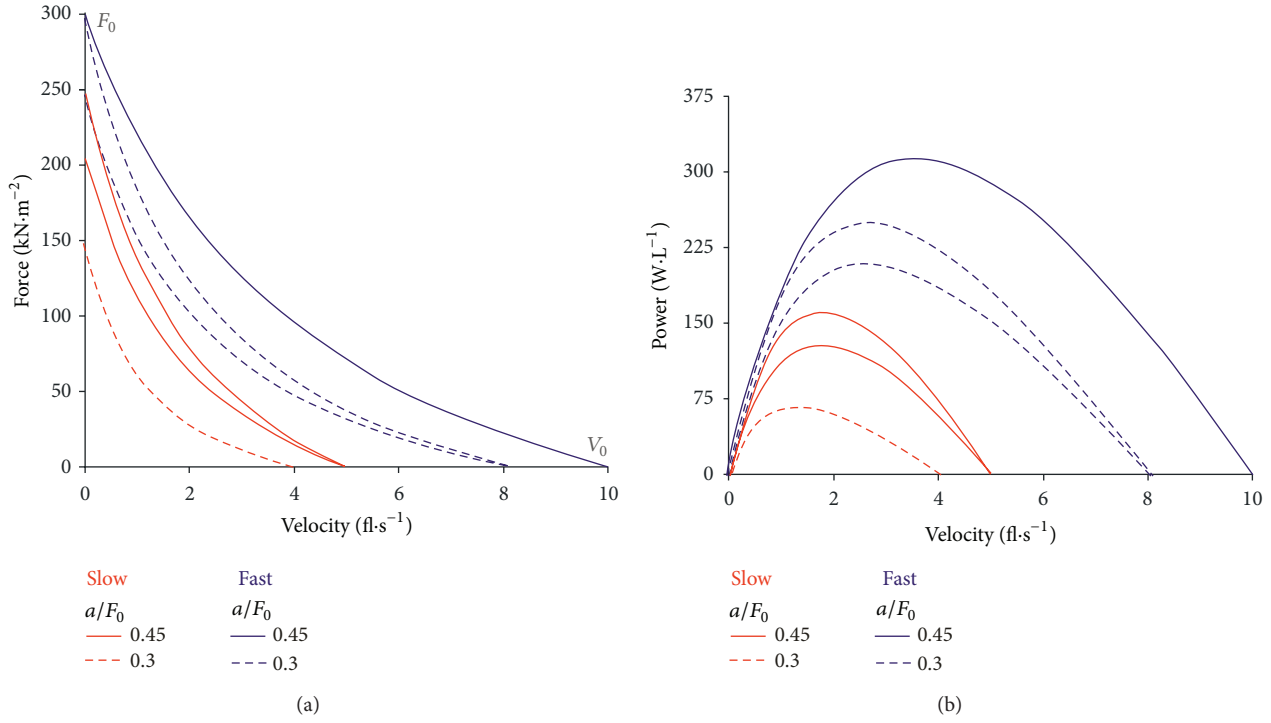 300
250
200
150
100
50
0
Force (kN·m⁻²)
F₀
V₀
0 2 4 6 8 10
Velocity (fl·s⁻¹)
Slow Fast
a/F₀ a/F₀
0.45 0.45
0.3 0.3
(a)
375
300
225
150
75
0
Power (W·L⁻¹)
0 2 4 6 8 10
Velocity (fl·s⁻¹)
Slow Fast
a/F₀ a/F₀
0.45 0.45
0.3 0.3
(b)